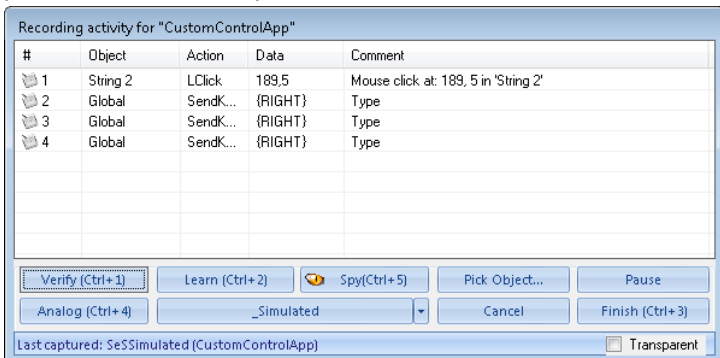 Recording activity for "CustomControlApp"
# Object Action Data Comment
1 String 2 LClick 189,5 Mouse click at: 189, 5 in 'String 2'
2 Global SendK... {RIGHT} Type
3 Global SendK... {RIGHT} Type
4 Global SendK... {RIGHT} Type
Verify (Ctrl+1) Learn (Ctrl+2) Spy(Ctrl+5) Pick Object... Pause
Analog (Ctrl+4) _Simulated Cancel Finish (Ctrl+3)
Last captured: SeSSimulated (CustomControlApp) Transparent